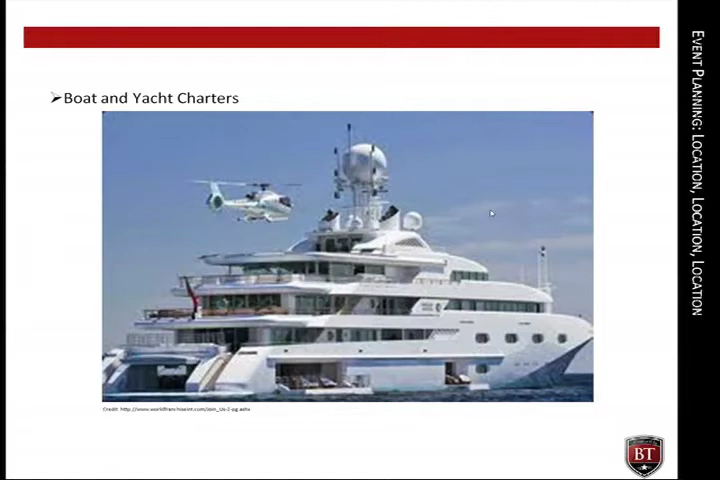 ➢Boat and Yacht Charters
EVENT PLANNING: LOCATION, LOCATION, LOCATION
BT